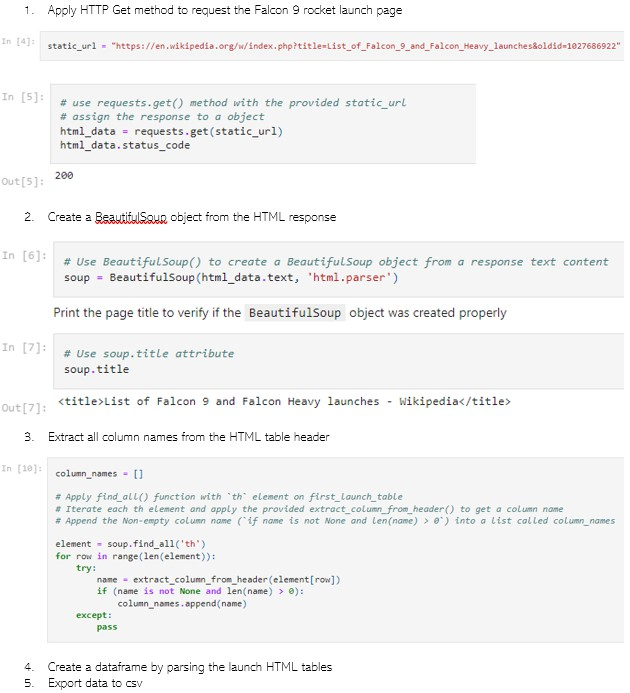 1. Apply HTTP Get method to request the Falcon 9 rocket launch page
In [4]: static_url = "https://en.wikipedia.org/w/index.php?title=List_of_Falcon_9_and_Falcon_Heavy_launches&oldid=1027686922"
In [5]: # use requests.get() method with the provided static_url
# assign the response to a object
html_data = requests.get(static_url)
html_data.status_code
Out[5]: 200
2. Create a BeautifulSoup object from the HTML response
In [6]: # Use BeautifulSoup() to create a BeautifulSoup object from a response text content
soup = BeautifulSoup(html_data.text, 'html.parser')
Print the page title to verify if the BeautifulSoup object was created properly
In [7]: # Use soup.title attribute
soup.title
Out[7]: <title>List of Falcon 9 and Falcon Heavy launches - Wikipedia</title>
3. Extract all column names from the HTML table header
In [10]: column_names = []
# Apply find_all() function with `th` element on first_launch_table
# Iterate each th element and apply the provided extract_column_from_header() to get a column name
# Append the Non-empty column name (`if name is not None and Len(name) > 0`) into a list called column_names
element = soup.find_all('th')
for row in range(len(element)):
try:
name = extract_column_from_header(element[row])
if (name is not None and len(name) > 0):
column_names.append(name)
except:
pass
4. Create a dataframe by parsing the launch HTML tables
5. Export data to csv